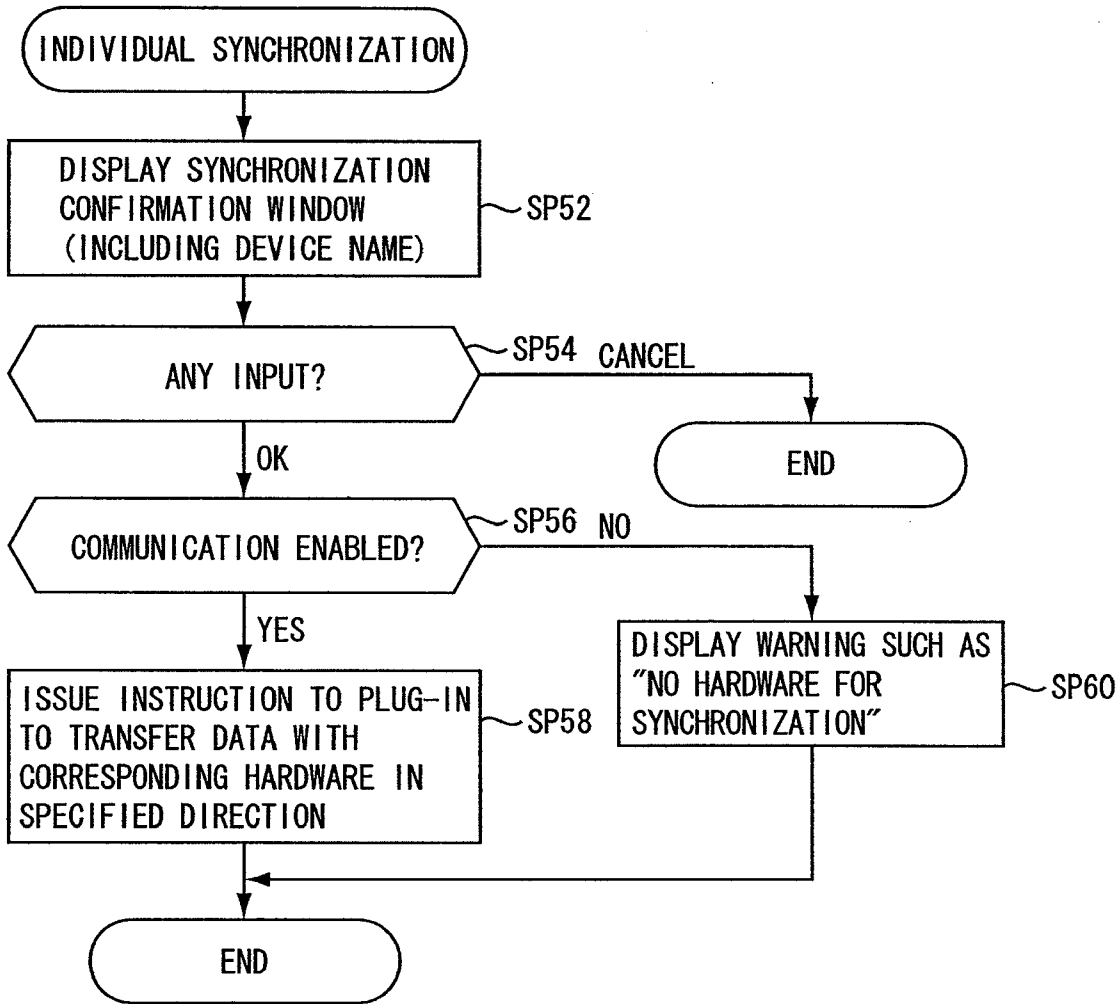 INDIVIDUAL SYNCHRONIZATION
DISPLAY SYNCHRONIZATION
CONFIRMATION WINDOW
(INCLUDING DEVICE NAME)
SP52
ANY INPUT?
SP54
CANCEL
END
OK
COMMUNICATION ENABLED?
SP56
NO
YES
DISPLAY WARNING SUCH AS
"NO HARDWARE FOR
SYNCHRONIZATION"
SP60
ISSUE INSTRUCTION TO PLUG-IN
TO TRANSFER DATA WITH
CORRESPONDING HARDWARE IN
SPECIFIED DIRECTION
SP58
END